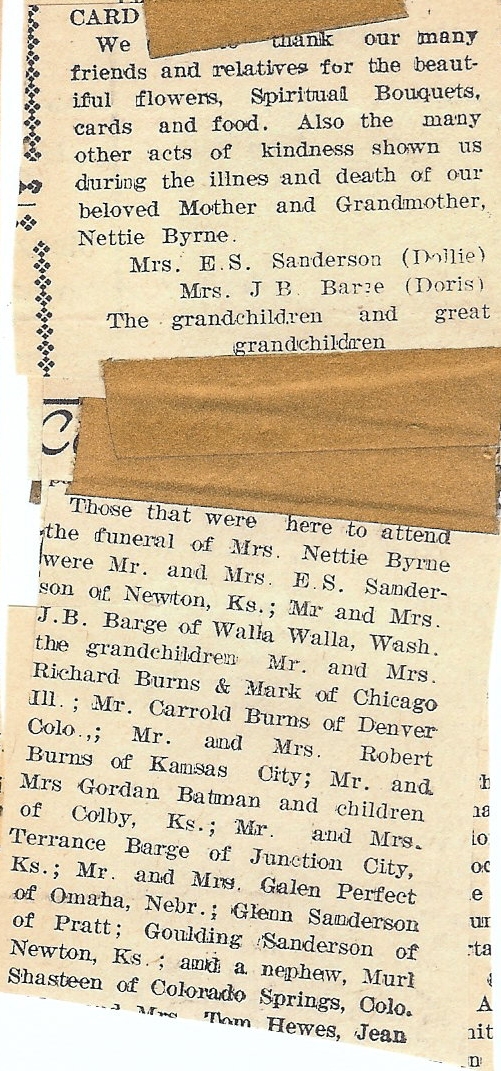 CARD
We thank our many
friends and relatives for the beaut-
iful flowers, Spiritual Bouquets,
cards and food. Also the many
other acts of kindness shown us
during the illnes and death of our
beloved Mother and Grandmother,
Nettie Byrne.
Mrs. E.S. Sanderson (Dollie)
Mrs. J B. Barge (Doris)
The grandchildren and great
grandchildren
Those that were here to attend
the funeral of Mrs. Nettie Byrne
were Mr. and Mrs. E.S. Sander-
son of Newton, Ks.; Mr and Mrs.
J.B. Barge of Walla Walla, Wash.
the grandchildren Mr. and Mrs.
Richard Burns & Mark of Chicago
Ill.; Mr. Carrold Burns of Denver
Colo.,; Mr. and Mrs. Robert
Burns of Kansas City; Mr. and
Mrs Gordan Batman and children
of Colby, Ks.; Mr. and Mrs.
Terrance Barge of Junction City,
Ks.; Mr. and Mrs. Galen Perfect
of Omaha, Nebr.; Glenn Sanderson
of Pratt; Goulding Sanderson of
Newton, Ks.; and a nephew, Murl
Shasteen of Colorado Springs, Colo.
Mrs. Tom Hewes, Jean